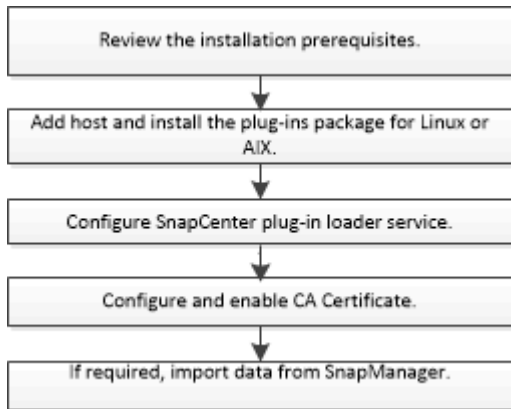 Review the installation prerequisites.
Add host and install the plug-ins package for Linux or
AIX.
Configure SnapCenter plug-in loader service.
Configure and enable CA Certificate.
If required, import data from SnapManager.